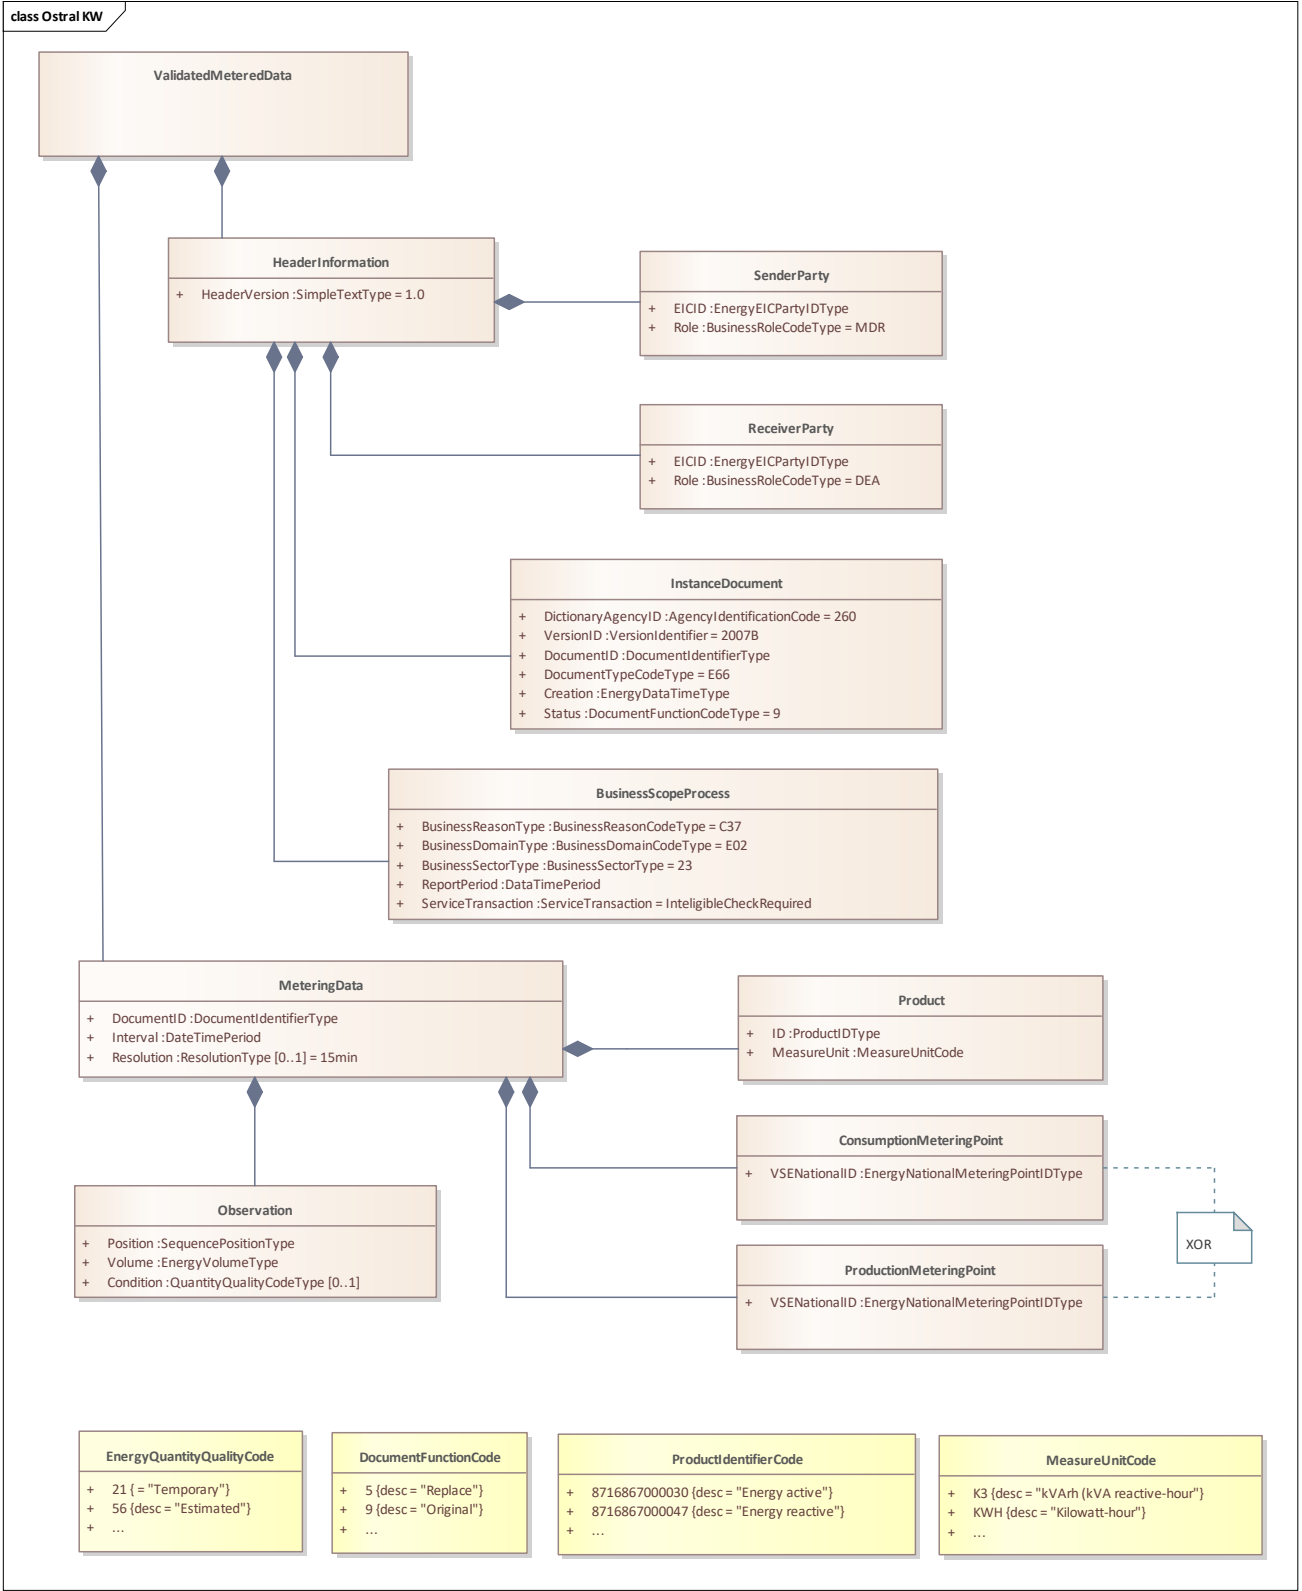 class Ostral KW
ValidatedMeteredData
HeaderInformation
+ HeaderVersion :SimpleTextType = 1.0
SenderParty
+ EICID :EnergyEICPartyIDType
+ Role :BusinessRoleCodeType = MDR
ReceiverParty
+ EICID :EnergyEICPartyIDType
+ Role :BusinessRoleCodeType = DEA
InstanceDocument
+ DictionaryAgencyID :AgencyIdentificationCode = 260
+ VersionID :VersionIdentifier = 2007B
+ DocumentID :DocumentIdentifierType
+ DocumentTypeCodeType = E66
+ Creation :EnergyDataTimeType
+ Status :DocumentFunctionCodeType = 9
BusinessScopeProcess
+ BusinessReasonType :BusinessReasonCodeType = C37
+ BusinessDomainType :BusinessDomainCodeType = E02
+ BusinessSectorType :BusinessSectorType = 23
+ ReportPeriod :DataTimePeriod
+ ServiceTransaction :ServiceTransaction = InteligibleCheckRequired
MeteringData
+ DocumentID :DocumentIdentifierType
+ Interval :DateTimePeriod
+ Resolution :ResolutionType [0..1] = 15min
Product
+ ID :ProductIDType
+ MeasureUnit :MeasureUnitCode
ConsumptionMeteringPoint
+ VSENationalID :EnergyNationalMeteringPointIDType
Observation
+ Position :SequencePositionType
+ Volume :EnergyVolumeType
+ Condition :QuantityQualityCodeType [0..1]
XOR
ProductionMeteringPoint
+ VSENationalID :EnergyNationalMeteringPointIDType
EnergyQuantityQualityCode
+ 21 { = "Temporary"}
+ 56 {desc = "Estimated"}
+ ...
DocumentFunctionCode
+ 5 {desc = "Replace"}
+ 9 {desc = "Original"}
+ ...
ProductIdentifierCode
+ 8716867000030 {desc = "Energy active"}
+ 8716867000047 {desc = "Energy reactive"}
+ ...
MeasureUnitCode
+ K3 {desc = "kVArh (kVA reactive-hour"}
+ KWH {desc = "Kilowatt-hour"}
+ ...